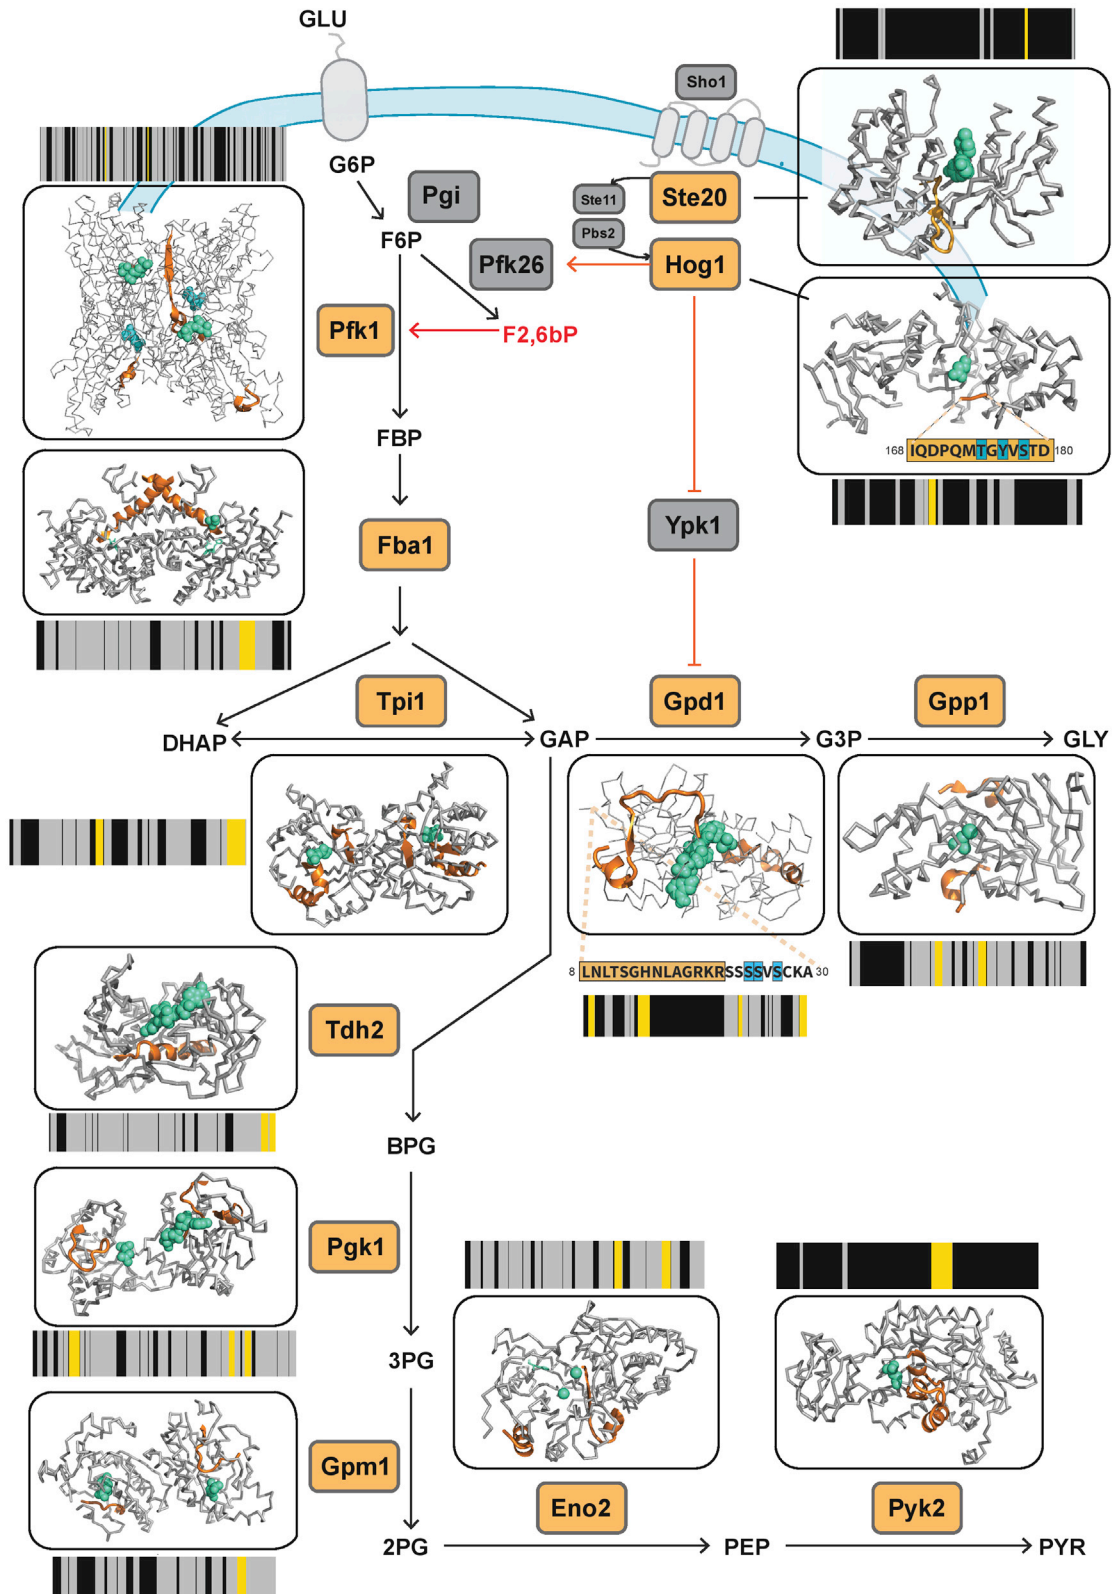 GLU
Sho1
G6P
Pgi
Ste11
Ste20
Pbs2
F6P
Pfk26
Hog1
Pfk1
F2,6bP
FBP
168 IQDPQMTGYVSTD 180
Ypk1
Fba1
Tpi1
Gpd1
Gpp1
DHAP
GAP
G3P
GLY
8 LNLTSGHNLAGRKRSSSSSVSCKA 30
Tdh2
BPG
Pgk1
3PG
Gpm1
Eno2
Pyk2
2PG
PEP
PYR